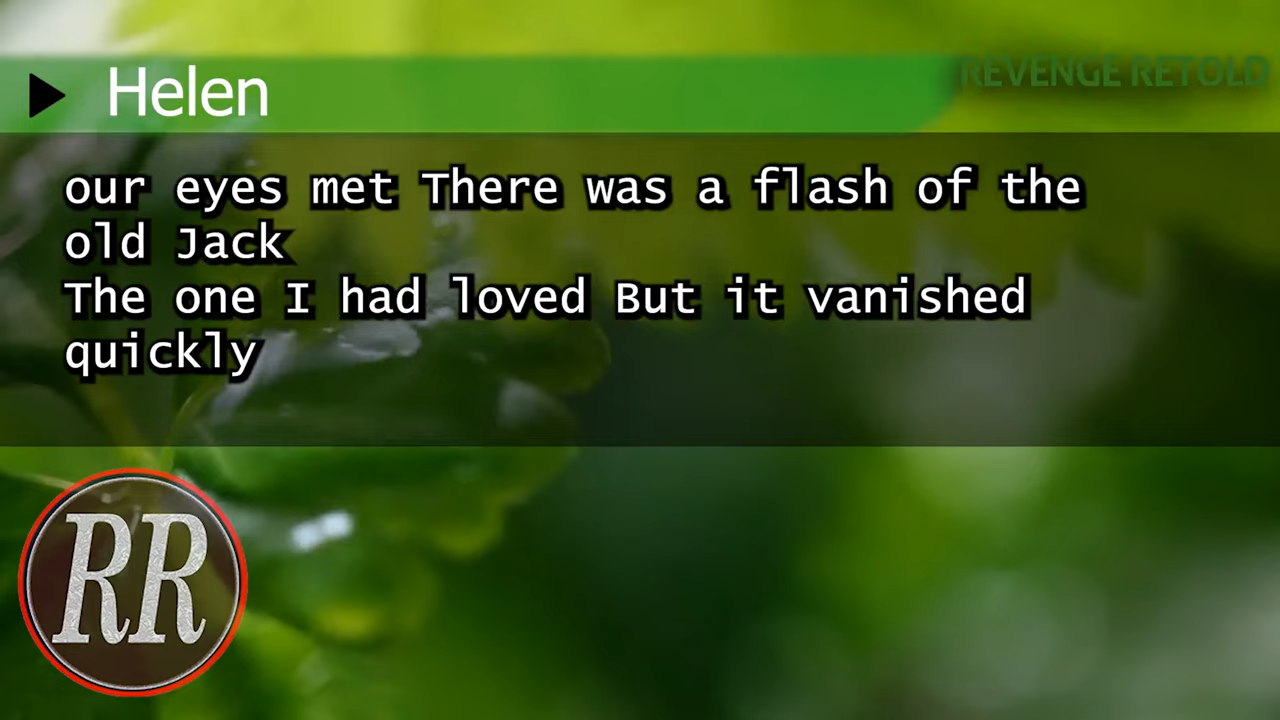 Helen
REVENGE RETOLD
our eyes met There was a flash of the
old Jack
The one I had loved But it vanished
quickly
RR